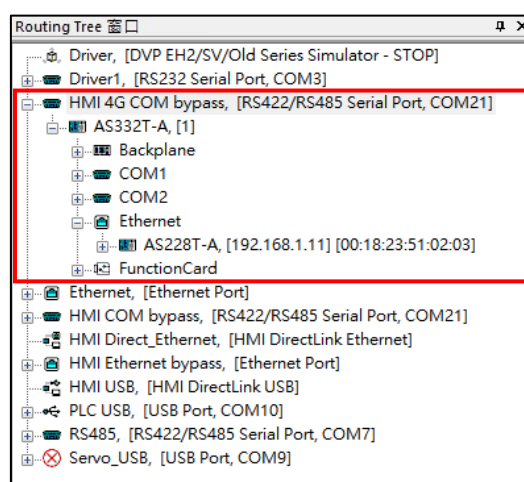 Routing Tree 窗口
Driver, [DVP EH2/SV/Old Series Simulator - STOP]
Driver1, [RS232 Serial Port, COM3]
HMI 4G COM bypass, [RS422/RS485 Serial Port, COM21]
AS332T-A, [1]
Backplane
COM1
COM2
Ethernet
AS228T-A, [192.168.1.11] [00:18:23:51:02:03]
FunctionCard
Ethernet, [Ethernet Port]
HMI COM bypass, [RS422/RS485 Serial Port, COM21]
HMI Direct_Ethernet, [HMI DirectLink Ethernet]
HMI Ethernet bypass, [Ethernet Port]
HMI USB, [HMI DirectLink USB]
PLC USB, [USB Port, COM10]
RS485, [RS422/RS485 Serial Port, COM7]
Servo_USB, [USB Port, COM9]